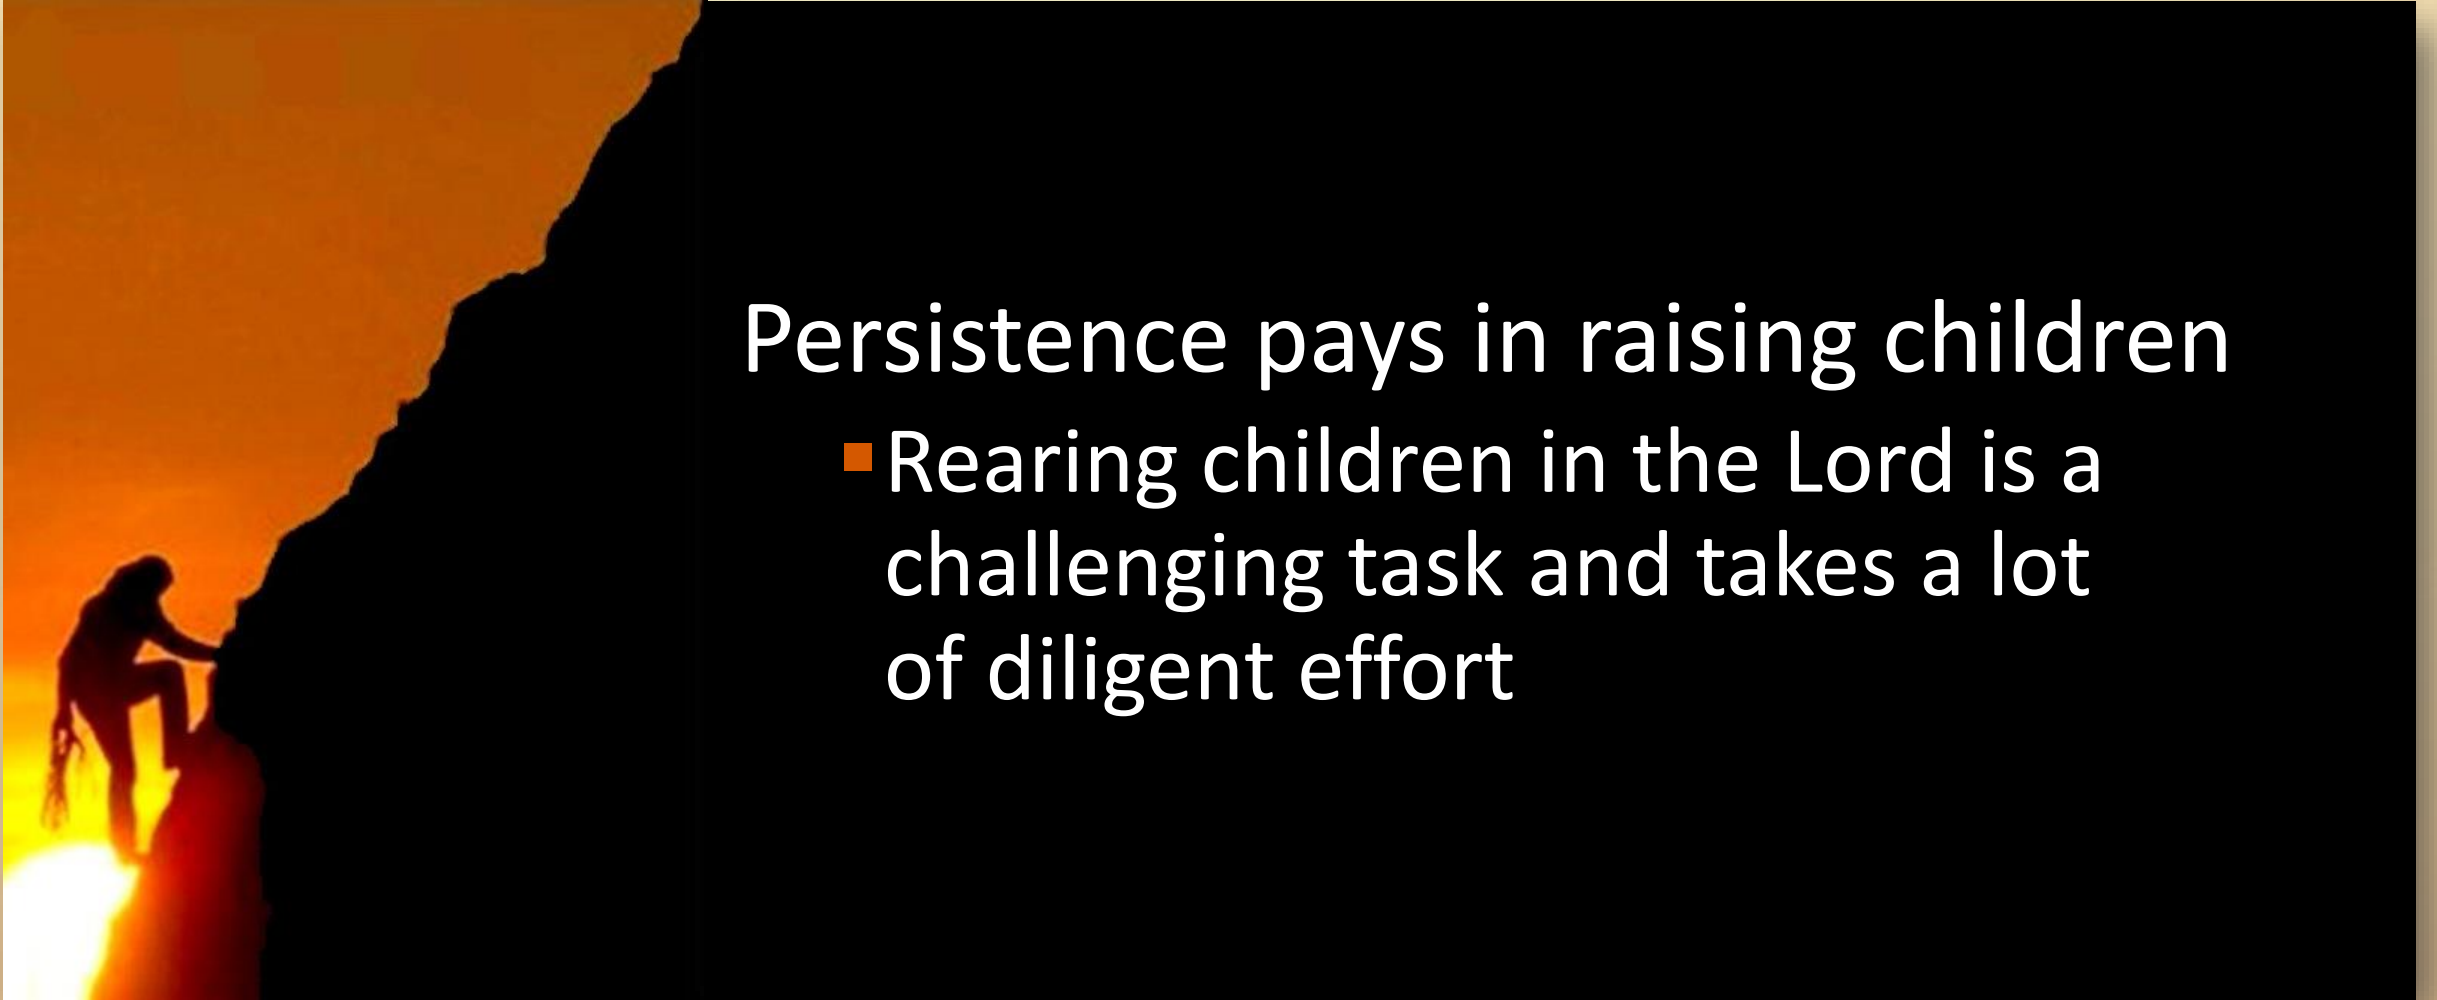 Persistence pays in raising children
Rearing children in the Lord is a
challenging task and takes a lot
of diligent effort